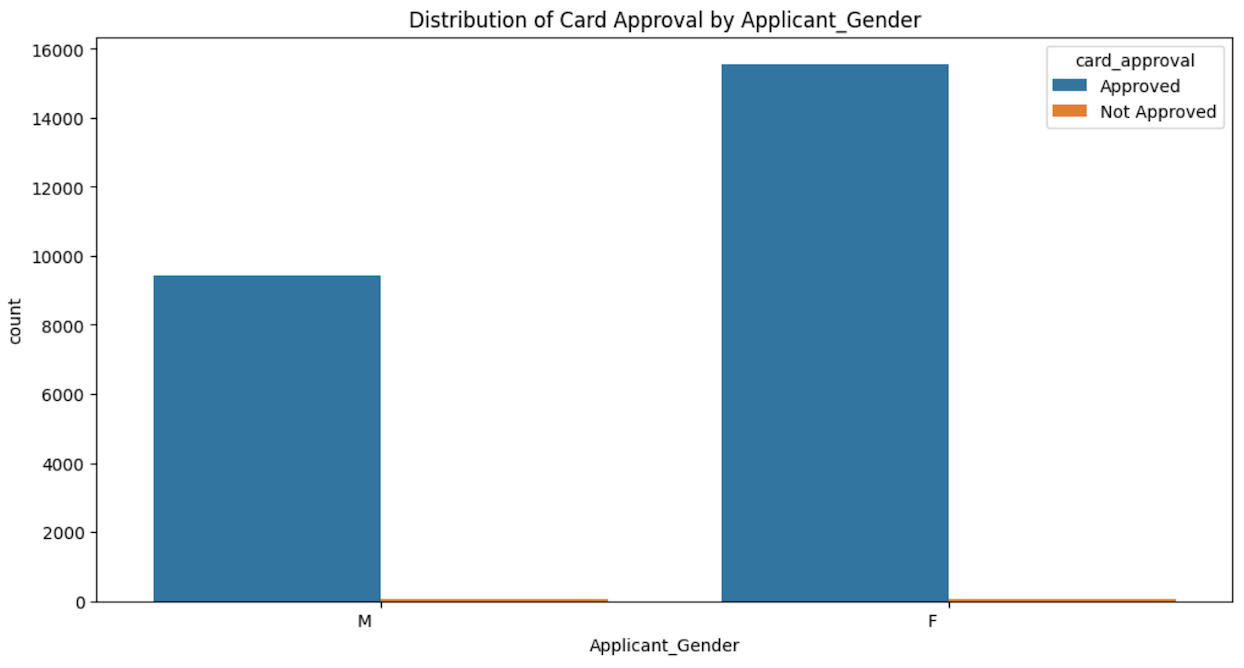 Distribution of Card Approval by Applicant_Gender
card_approval
Approved
Not Approved
16000
14000
12000
10000
8000
6000
4000
2000
0
count
M
F
Applicant_Gender